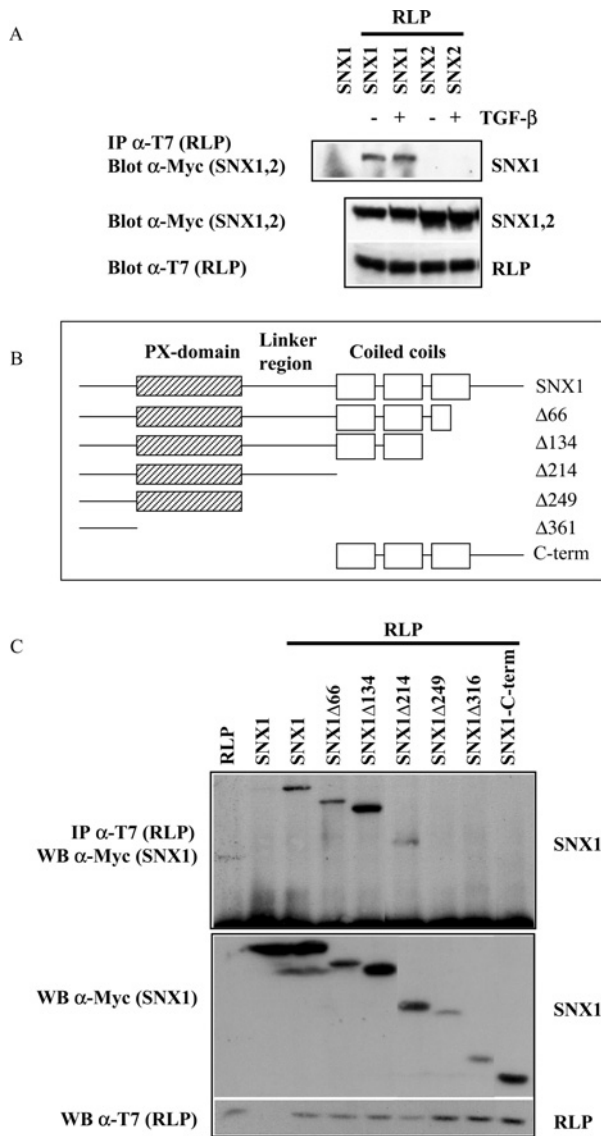 A
RLP
SNX1 SNX1 SNX1 SNX2 SNX2
- + - + TGF-β
IP α-T7 (RLP)
Blot α-Myc (SNX1,2) SNX1
Blot α-Myc (SNX1,2) SNX1,2
Blot α-T7 (RLP) RLP
B
PX-domain Linker region Coiled coils
SNX1
Δ66
Δ134
Δ214
Δ249
Δ361
C-term
RLP
C
RLP SNX1 SNX1 SNX1Δ66 SNX1Δ134 SNX1Δ214 SNX1Δ249 SNX1Δ316 SNX1-C-term
IP α-T7 (RLP)
WB α-Myc (SNX1) SNX1
WB α-Myc (SNX1) SNX1
WB α-T7 (RLP) RLP